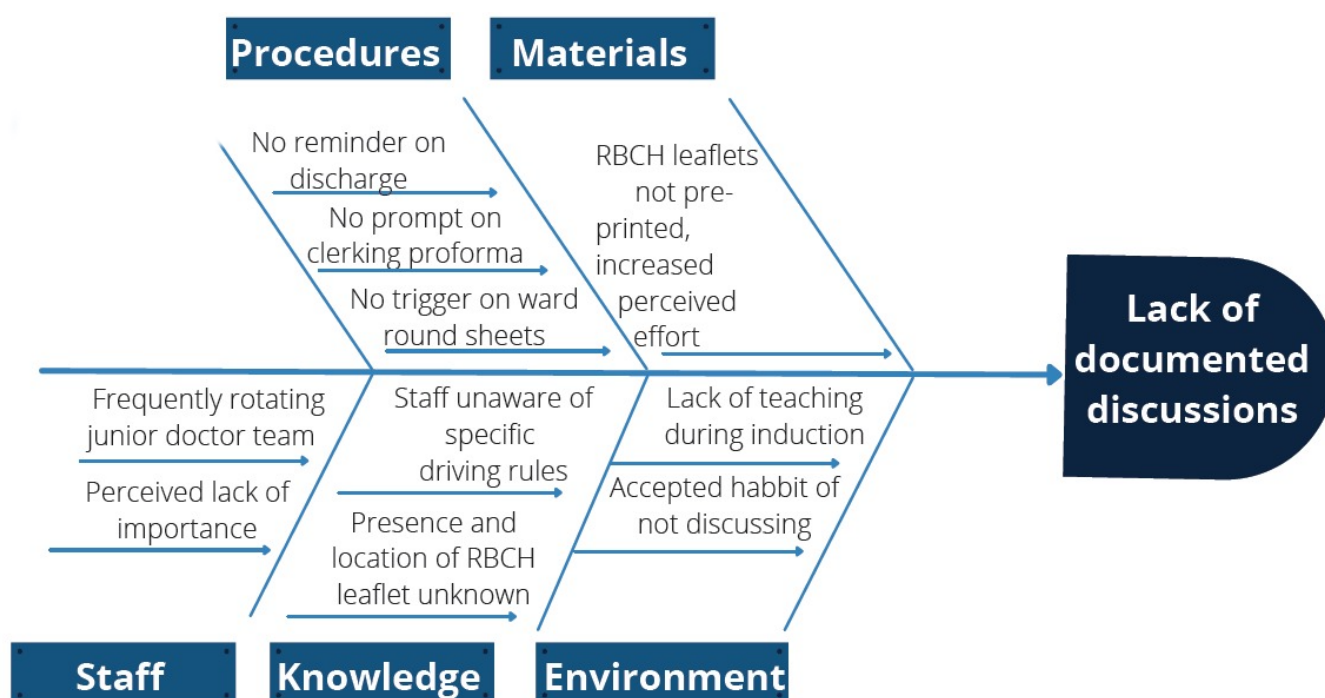 Procedures
Materials
No reminder on
discharge
No prompt on
clerking proforma
No trigger on ward
round sheets
RBCH leaflets
not pre-
printed,
increased
perceived
effort
Lack of
documented
discussions
Frequently rotating
junior doctor team
Perceived lack of
importance
Staff unaware of
specific
driving rules
Presence and
location of RBCH
leaflet unknown
Lack of teaching
during induction
Accepted habbit of
not discussing
Staff
Knowledge
Environment